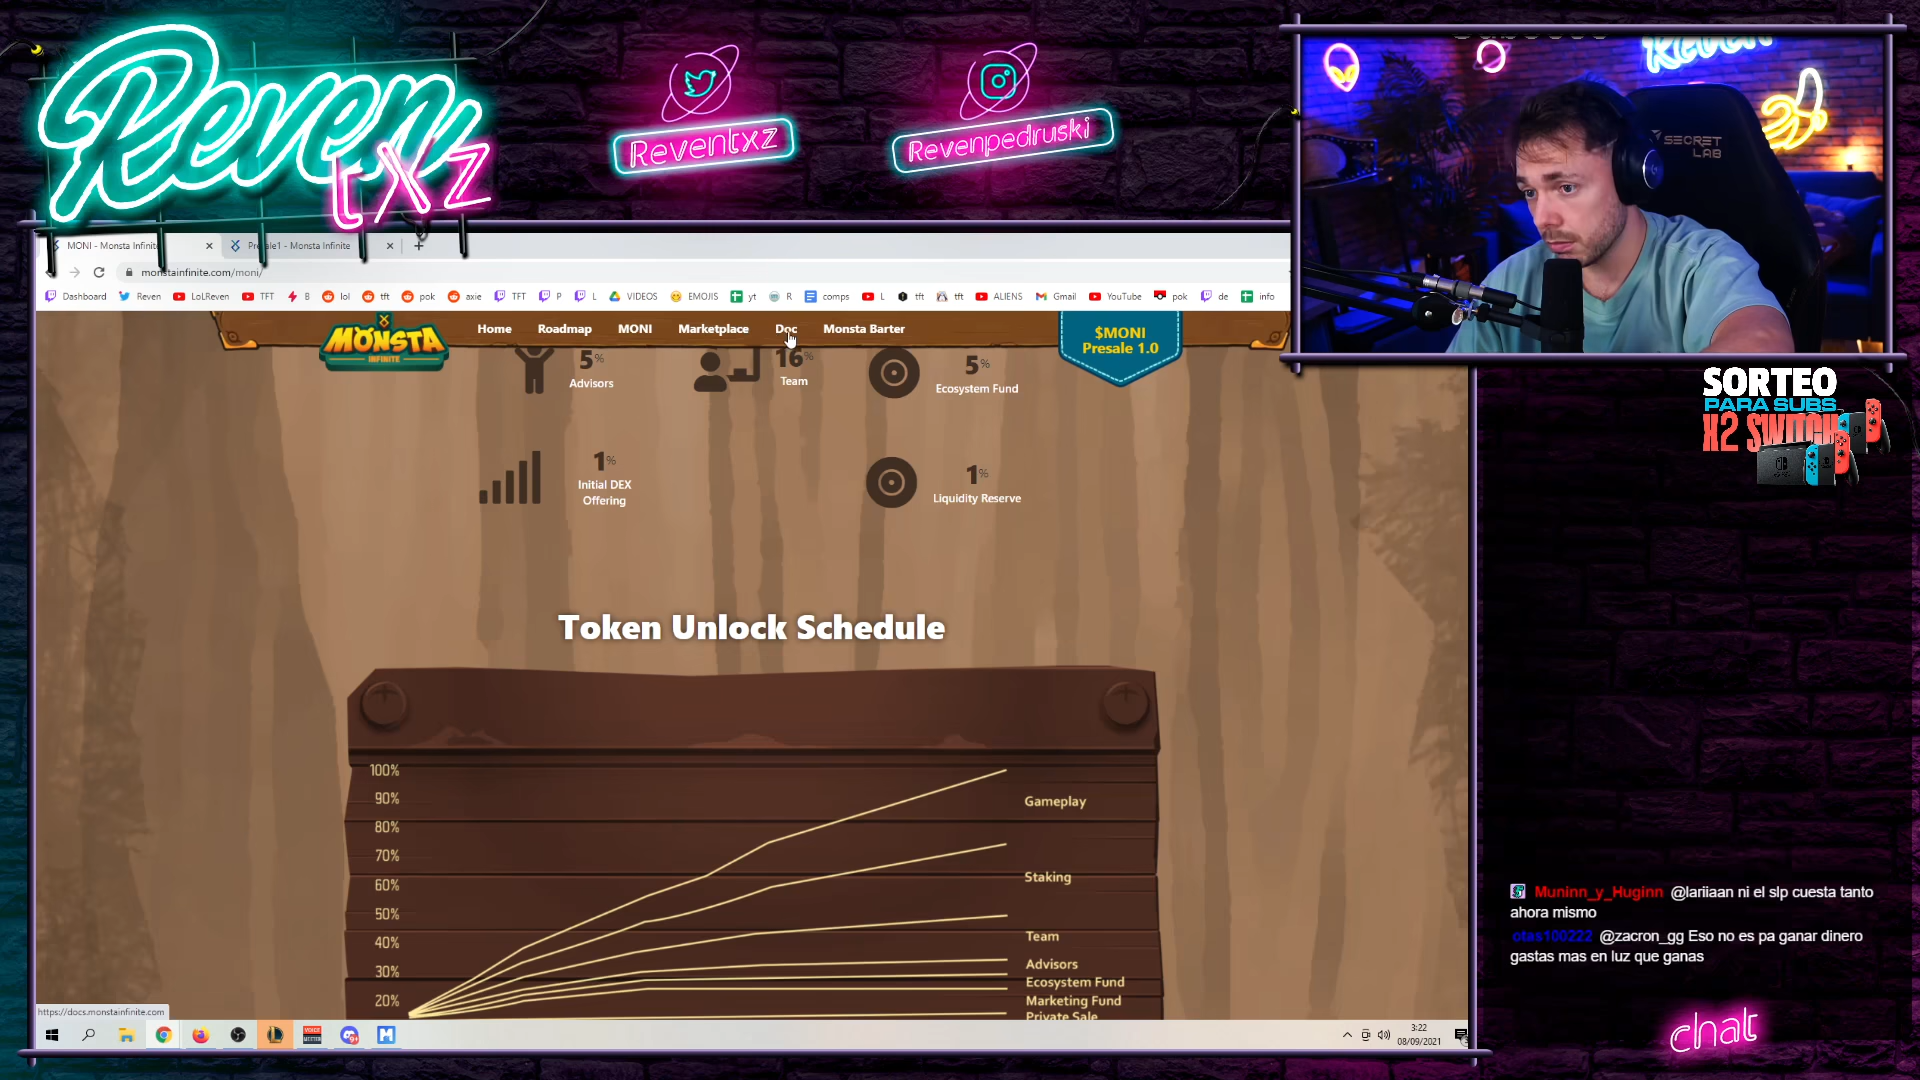 Reven
txz
Reventxz
Revenpedruski
Reven
SECRET
LAB
MONI - Monsta Infinite
Presale1 - Monsta Infinite
monstainfinite.com/moni/
Dashboard Reven LoLReven TFT 8 lol tft pok axie TFT P L VIDEOS EMOJIS yt R comps L tft tft ALIENS Gmail YouTube pok de info
MONSTA
INFINITE
Home Roadmap MONI Marketplace Doc Monsta Barter
$MONI
Presale 1.0
5%
Advisors
16%
Team
5%
Ecosystem Fund
1%
Initial DEX
Offering
1%
Liquidity Reserve
Token Unlock Schedule
100%
90%
80%
70%
60%
50%
40%
30%
20%
Gameplay
Staking
Team
Advisors
Ecosystem Fund
Marketing Fund
Private Sale
https://docs.monstainfinite.com
3:22
08/09/2021
SORTEO
PARA SUBS
X2 SWITCH
Muninn_y_Huginn @lariiaan ni el slp cuesta tanto
ahora mismo
otas100222 @zacron_gg Eso no es pa ganar dinero
gastas mas en luz que ganas
chat